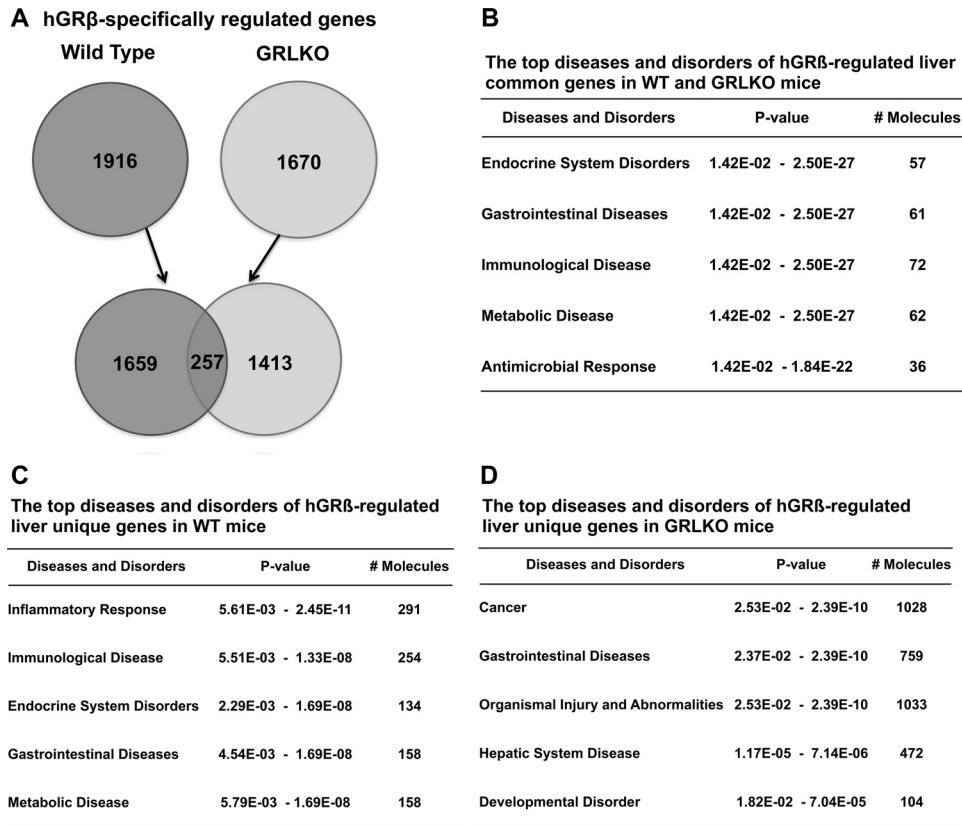 A hGRβ-specifically regulated genes
Wild Type GRLKO
1916 1670
1659 257 1413
B
The top diseases and disorders of hGRß-regulated liver
common genes in WT and GRLKO mice
Diseases and Disorders P-value # Molecules
Endocrine System Disorders 1.42E-02 - 2.50E-27 57
Gastrointestinal Diseases 1.42E-02 - 2.50E-27 61
Immunological Disease 1.42E-02 - 2.50E-27 72
Metabolic Disease 1.42E-02 - 2.50E-27 62
Antimicrobial Response 1.42E-02 - 1.84E-22 36
C
The top diseases and disorders of hGRß-regulated
liver unique genes in WT mice
Diseases and Disorders P-value # Molecules
Inflammatory Response 5.61E-03 - 2.45E-11 291
Immunological Disease 5.51E-03 - 1.33E-08 254
Endocrine System Disorders 2.29E-03 - 1.69E-08 134
Gastrointestinal Diseases 4.54E-03 - 1.69E-08 158
Metabolic Disease 5.79E-03 - 1.69E-08 158
D
The top diseases and disorders of hGRß-regulated
liver unique genes in GRLKO mice
Diseases and Disorders P-value # Molecules
Cancer 2.53E-02 - 2.39E-10 1028
Gastrointestinal Diseases 2.37E-02 - 2.39E-10 759
Organismal Injury and Abnormalities 2.53E-02 - 2.39E-10 1033
Hepatic System Disease 1.17E-05 - 7.14E-06 472
Developmental Disorder 1.82E-02 - 7.04E-05 104